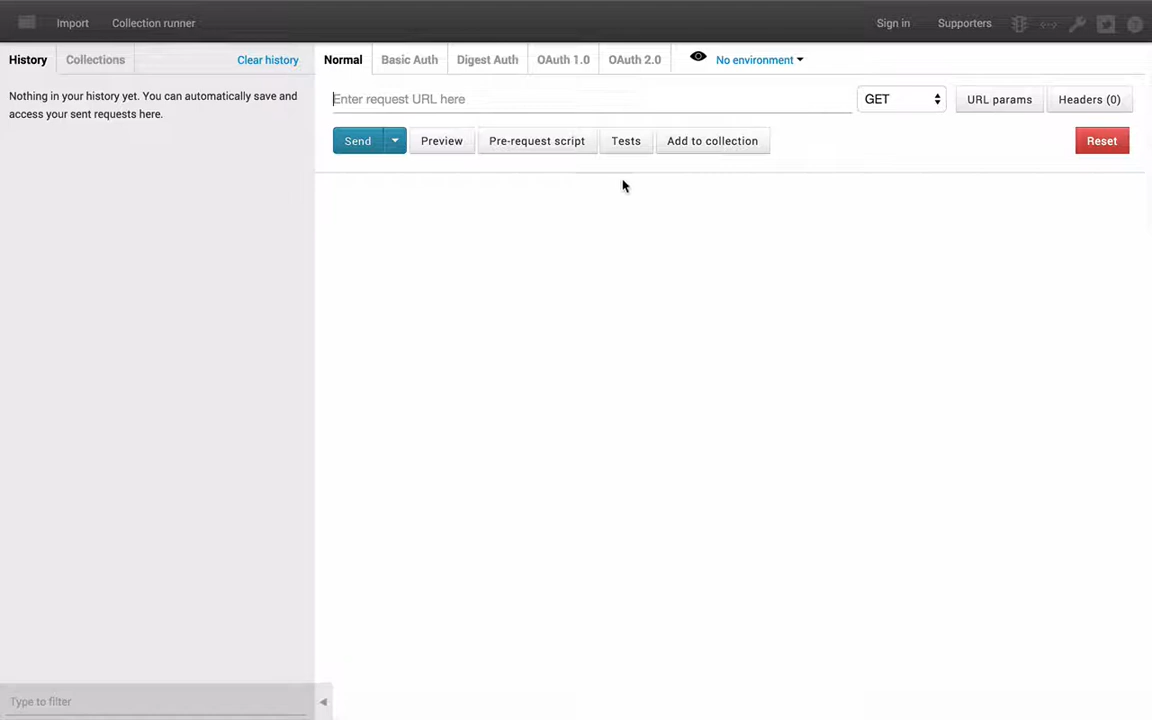 Import Collection runner Sign in Supporters
History Collections Clear history Normal Basic Auth Digest Auth OAuth 1.0 OAuth 2.0 No environment
Nothing in your history yet. You can automatically save and
access your sent requests here.
Enter request URL here GET URL params Headers (0)
Send Preview Pre-request script Tests Add to collection Reset
Type to filter